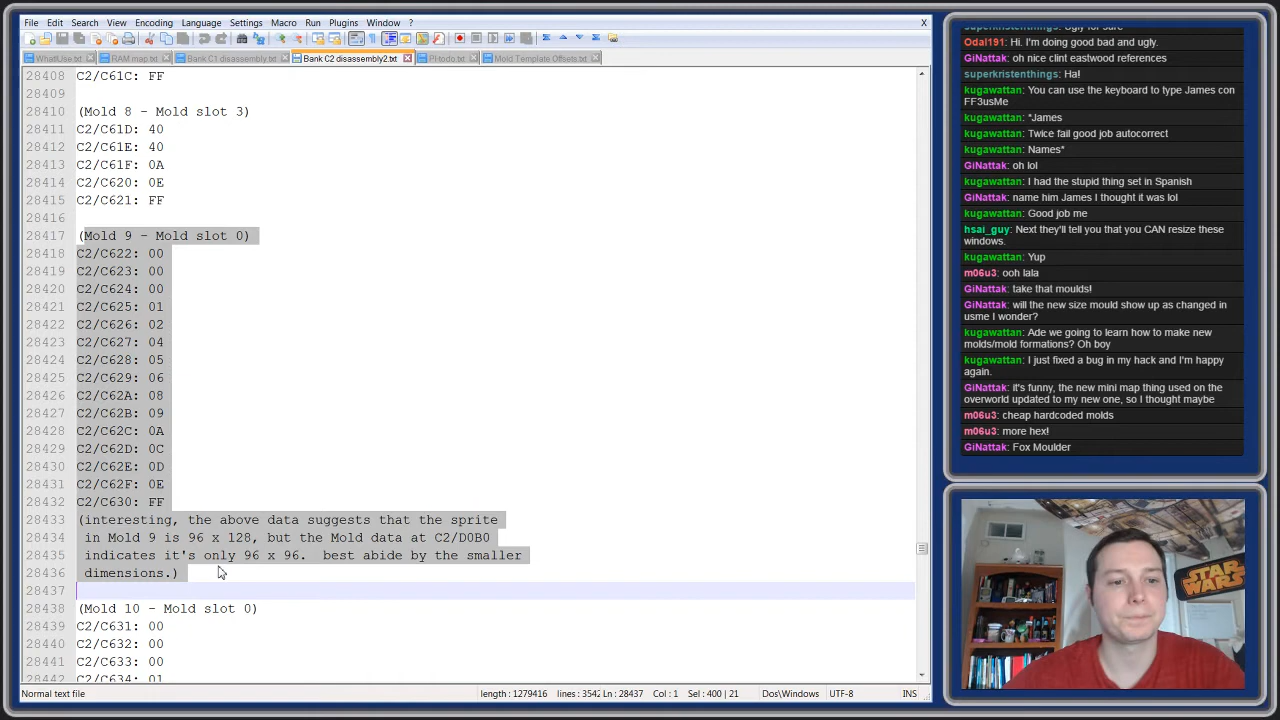 File Edit Search View Encoding Language Settings Macro Run Plugins Window ? X
WhatUse.txt RAM map.txt Bank C1 disassembly.txt Bank C2 disassembly2.txt PHtodo.txt Mold Template Offsets.txt
28408 C2/C61C: FF
28409
28410 (Mold 8 - Mold slot 3)
28411 C2/C61D: 40
28412 C2/C61E: 40
28413 C2/C61F: 0A
28414 C2/C620: 0E
28415 C2/C621: FF
28416
28417 (Mold 9 - Mold slot 0)
28418 C2/C622: 00
28419 C2/C623: 00
28420 C2/C624: 00
28421 C2/C625: 01
28422 C2/C626: 02
28423 C2/C627: 04
28424 C2/C628: 05
28425 C2/C629: 06
28426 C2/C62A: 08
28427 C2/C62B: 09
28428 C2/C62C: 0A
28429 C2/C62D: 0C
28430 C2/C62E: 0D
28431 C2/C62F: 0E
28432 C2/C630: FF
28433 (interesting, the above data suggests that the sprite
28434 in Mold 9 is 96 x 128, but the Mold data at C2/D0B0
28435 indicates it's only 96 x 96. best abide by the smaller
28436 dimensions.)
28437
28438 (Mold 10 - Mold slot 0)
28439 C2/C631: 00
28440 C2/C632: 00
28441 C2/C633: 00
28442 C2/C634: 01
Normal text file length : 1279416 lines : 3542 Ln : 28437 Col : 1 Sel : 400 | 21 Dos\Windows UTF-8 INS
superkristenthings: Ugly for sure
Odal191: Hi. I'm doing good bad and ugly.
GiNattak: oh nice clint eastwood references
superkristenthings: Ha!
kugawattan: You can use the keyboard to type James con
FF3usMe
kugawattan: *James
kugawattan: Twice fail good job autocorrect
kugawattan: Names*
GiNattak: oh lol
kugawattan: I had the stupid thing set in Spanish
GiNattak: name him James I thought it was lol
kugawattan: Good job me
hsai_guy: Next they'll tell you that you CAN resize these
windows.
kugawattan: Yup
m06u3: ooh lala
GiNattak: take that moulds!
GiNattak: will the new size mould show up as changed in
usme I wonder?
kugawattan: Ade we going to learn how to make new
molds/mold formations? Oh boy
kugawattan: I just fixed a bug in my hack and I'm happy
again.
GiNattak: it's funny, the new mini map thing used on the
overworld updated to my new one, so I thought maybe
m06u3: cheap hardcoded molds
m06u3: more hex!
GiNattak: Fox Moulder
STAR
WARS